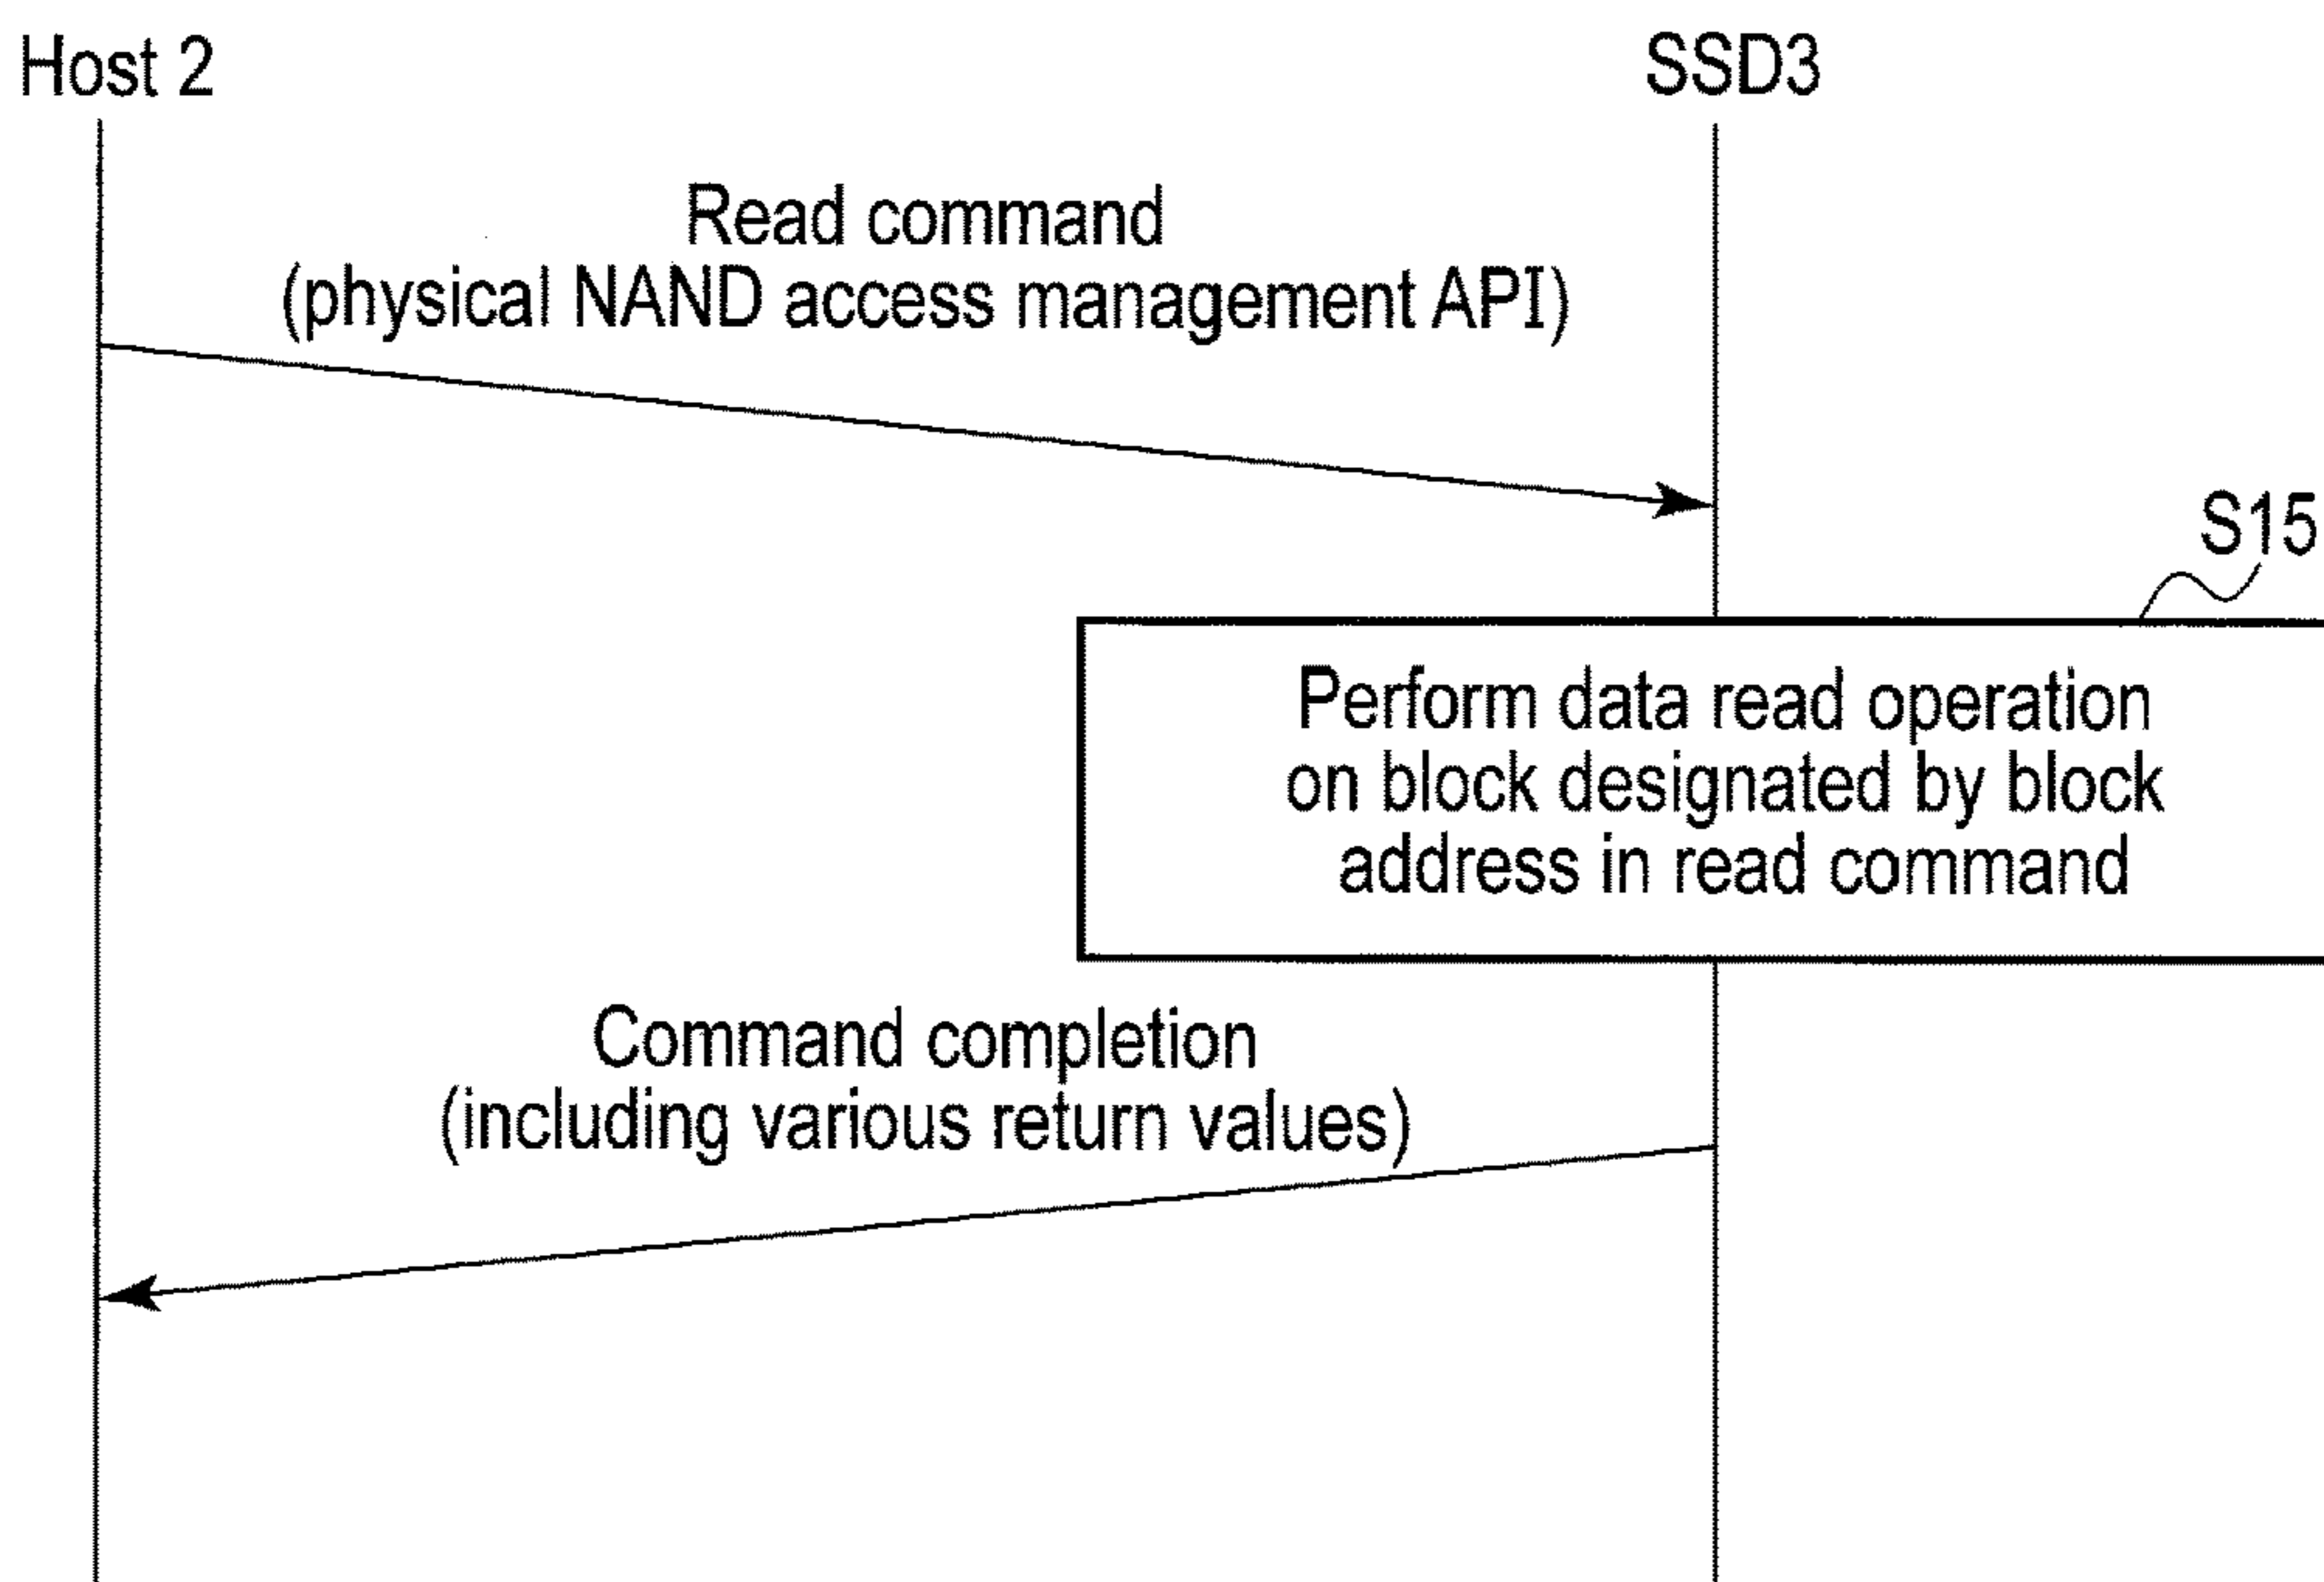 Host 2
SSD3
Read command
(physical NAND access management API)
S15
Perform data read operation
on block designated by block
address in read command
Command completion
(including various return values)